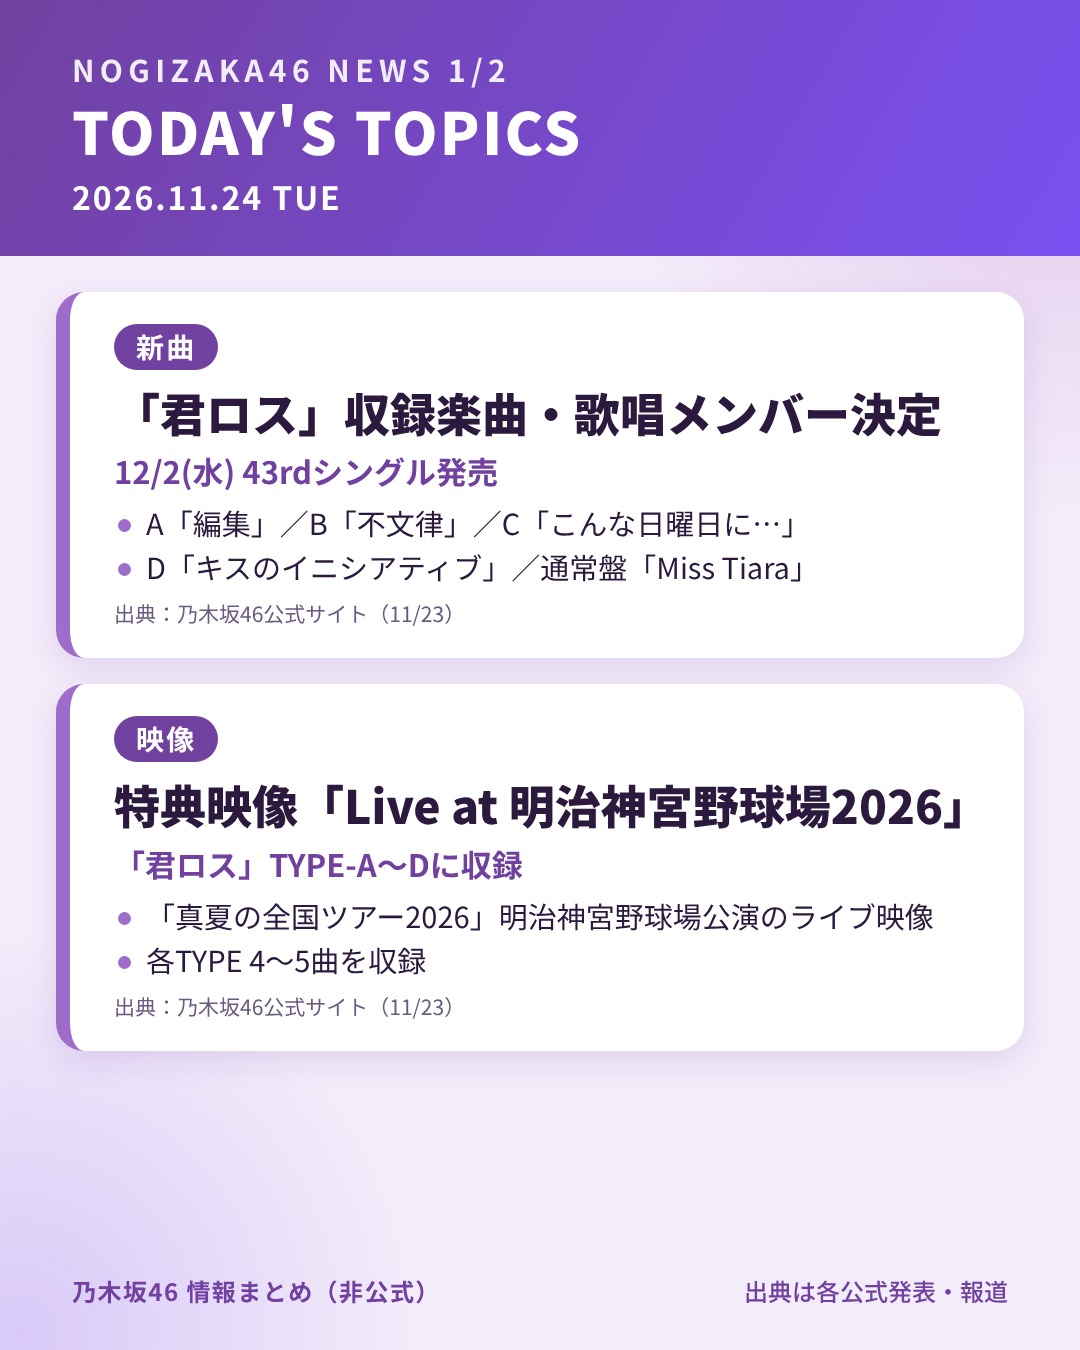 NOGIZAKA46 NEWS 1/2
TODAY'S TOPICS
2026.11.24 TUE
新曲
「君ロス」収録楽曲・歌唱メンバー決定
12/2(水) 43rdシングル発売
A「編集」／B「不文律」／C「こんな日曜日に…」
D「キスのイニシアティブ」／通常盤「Miss Tiara」
出典：乃木坂46公式サイト（11/23）
映像
特典映像「Live at 明治神宮野球場2026」
「君ロス」TYPE-A〜Dに収録
「真夏の全国ツアー2026」明治神宮野球場公演のライブ映像
各TYPE 4〜5曲を収録
出典：乃木坂46公式サイト（11/23）
乃木坂46 情報まとめ（非公式）
出典は各公式発表・報道